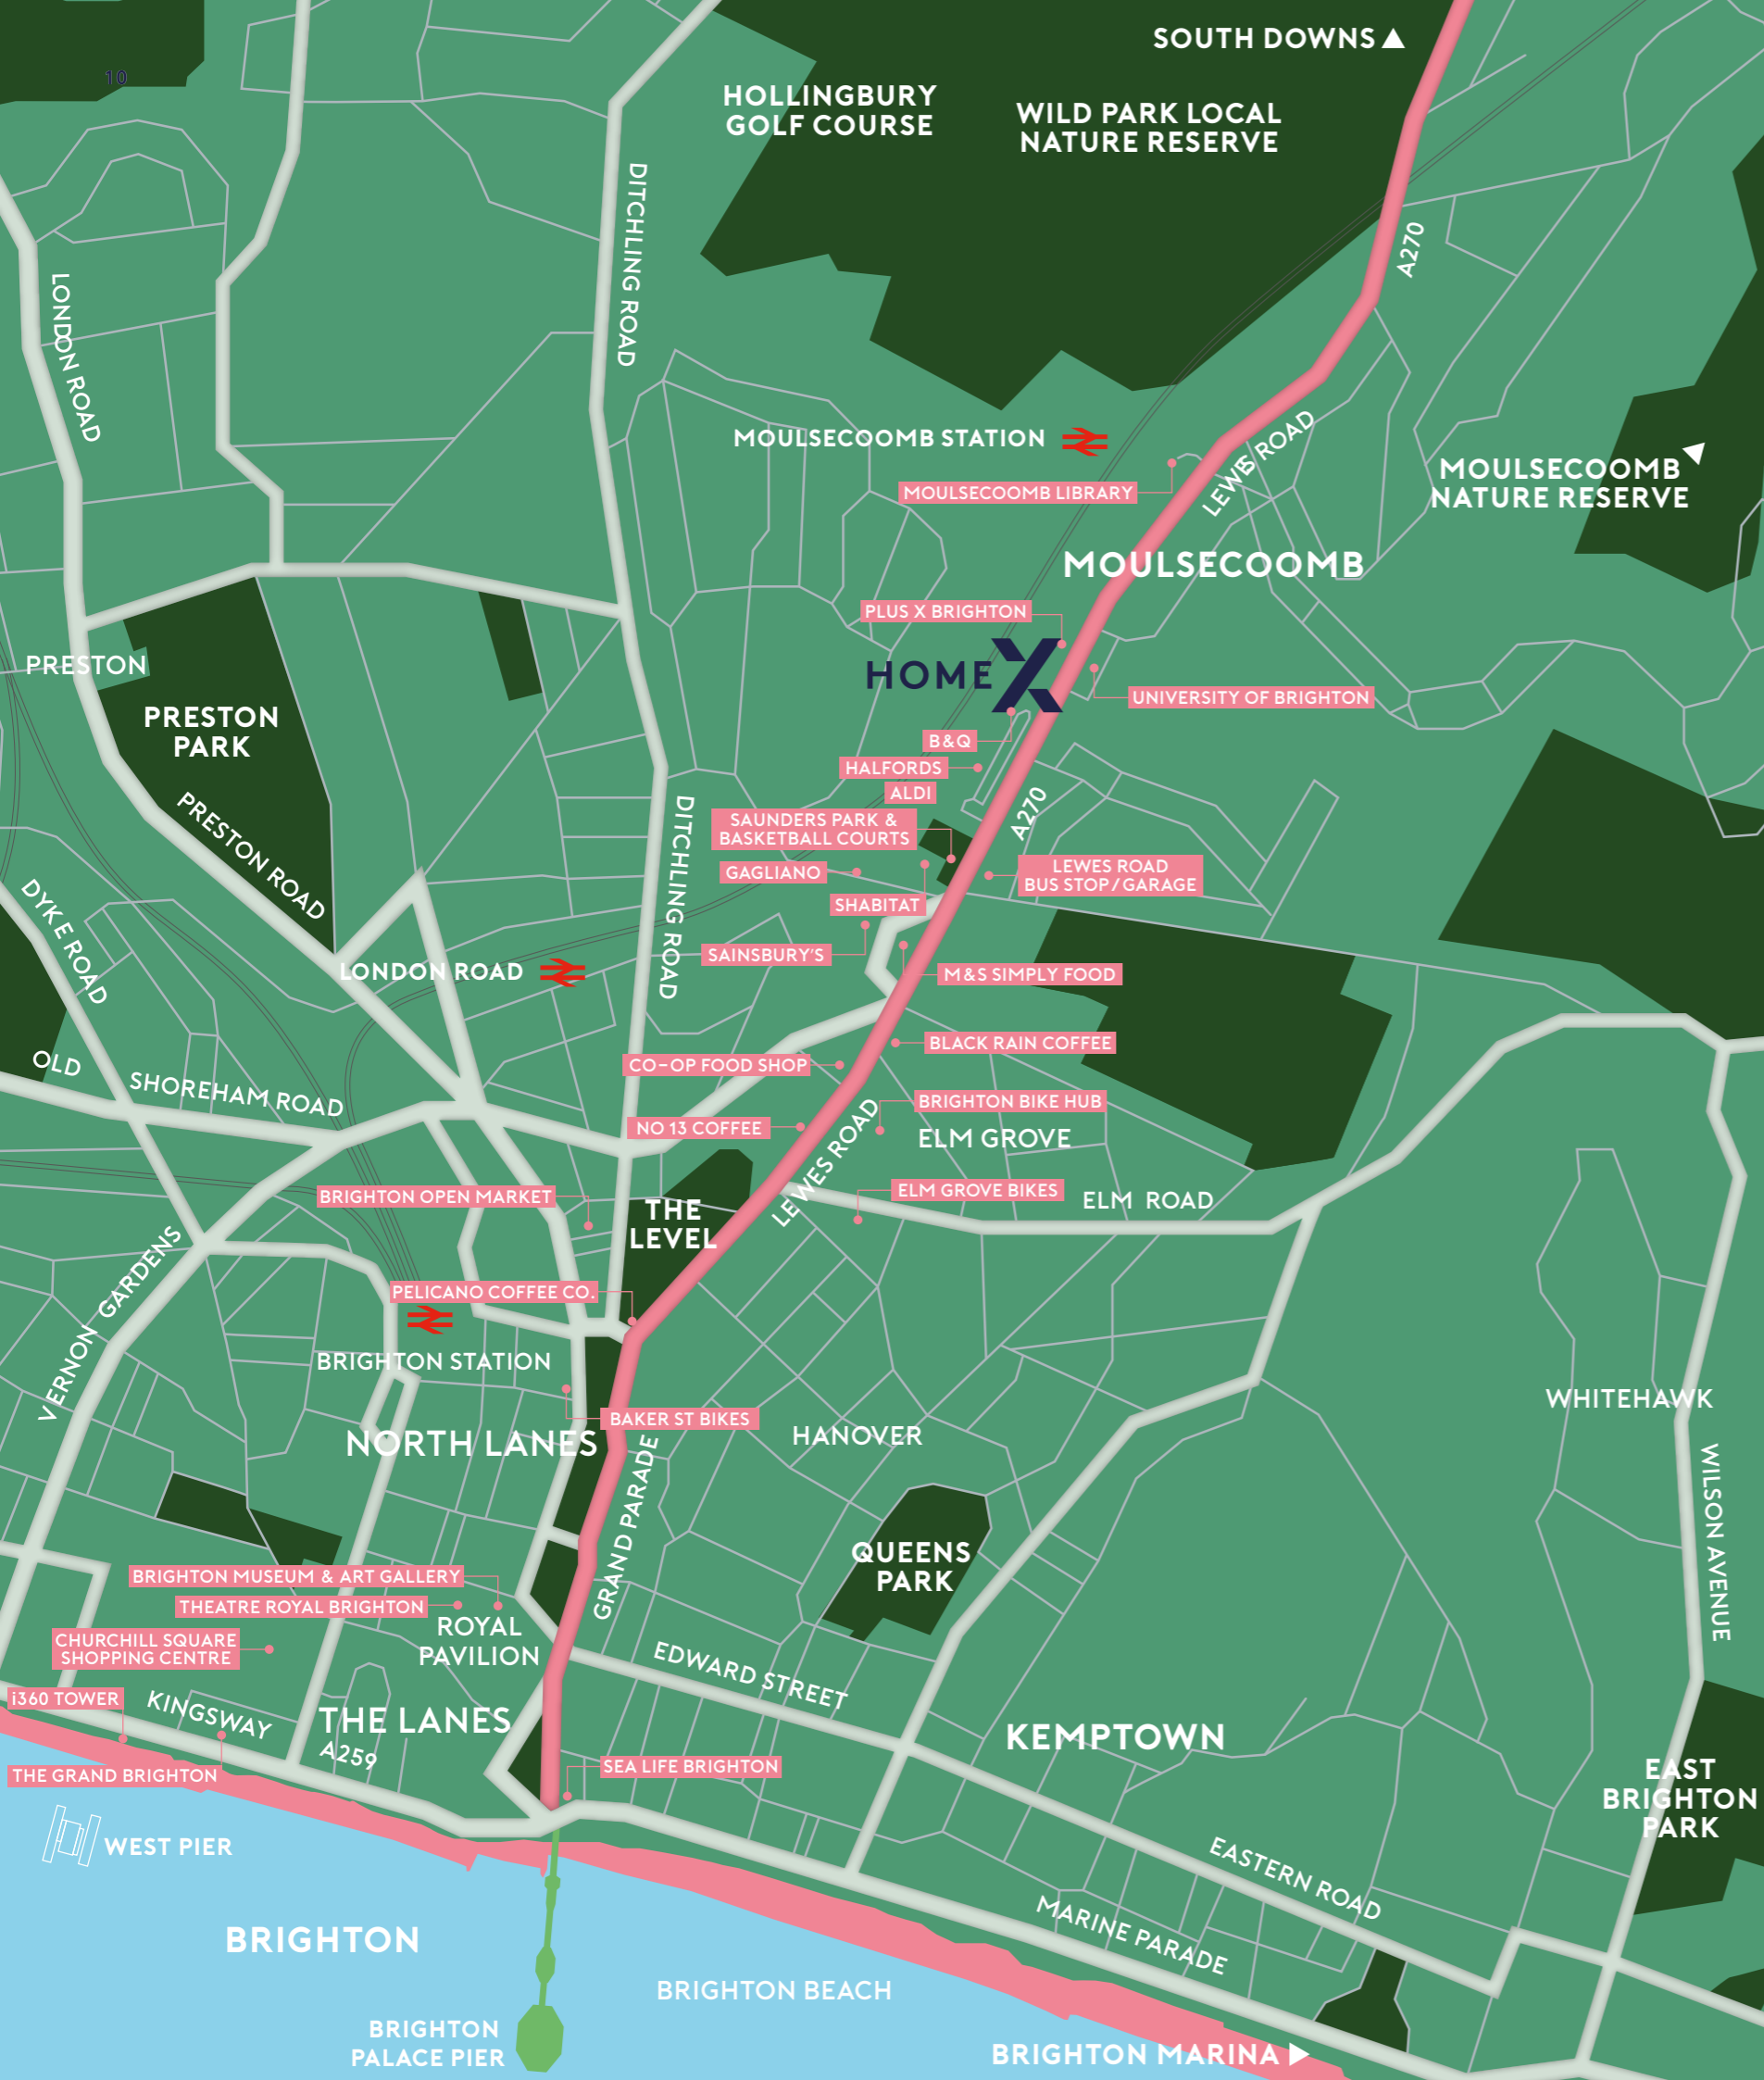 SOUTH DOWNS
10
HOLLINGBURY
GOLF COURSE
WILD PARK LOCAL
NATURE RESERVE
DITCHLING ROAD
A270
LONDON ROAD
MOULSECOOMB STATION
LEWES ROAD
MOULSECOOMB
NATURE RESERVE
MOULSECOOMB LIBRARY
MOULSECOOMB
PLUS X BRIGHTON
PRESTON
HOME X
UNIVERSITY OF BRIGHTON
PRESTON
PARK
B&Q
HALFORDS
ALDI
A270
PRESTON ROAD
DITCHLING ROAD
SAUNDERS PARK &
BASKETBALL COURTS
GAGLIANO
LEWES ROAD
BUS STOP/GARAGE
SHABITAT
DYKE ROAD
SAINSBURY'S
LONDON ROAD
M&S SIMPLY FOOD
BLACK RAIN COFFEE
OLD
SHOREHAM ROAD
CO-OP FOOD SHOP
BRIGHTON BIKE HUB
NO 13 COFFEE
ELM GROVE
LEWES ROAD
ELM GROVE BIKES
BRIGHTON OPEN MARKET
ELM ROAD
THE
LEVEL
VERNON GARDENS
PELICANO COFFEE CO.
BRIGHTON STATION
WHITEHAWK
BAKER ST BIKES
HANOVER
NORTH LANES
GRAND PARADE
WILSON AVENUE
QUEENS
PARK
BRIGHTON MUSEUM & ART GALLERY
THEATRE ROYAL BRIGHTON
ROYAL
PAVILION
CHURCHILL SQUARE
SHOPPING CENTRE
EDWARD STREET
i360 TOWER
KINGSWAY
THE LANES
A259
KEMPTOWN
SEA LIFE BRIGHTON
THE GRAND BRIGHTON
EAST
BRIGHTON
PARK
WEST PIER
EASTERN ROAD
MARINE PARADE
BRIGHTON
BRIGHTON BEACH
BRIGHTON
PALACE PIER
BRIGHTON MARINA